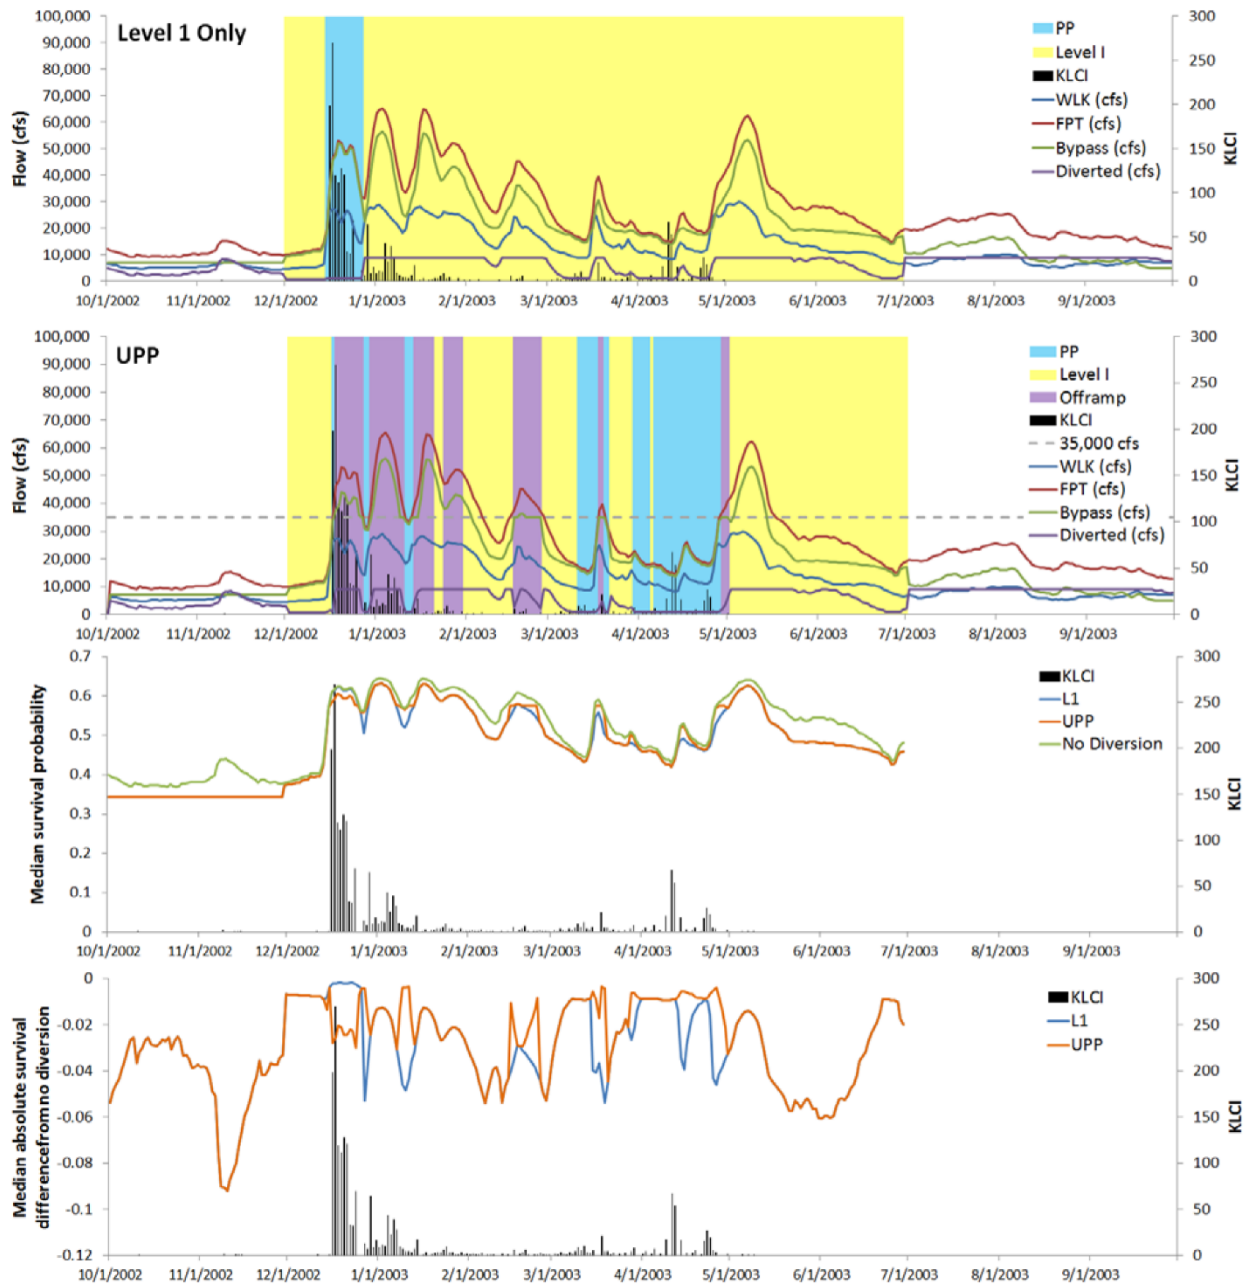 Level 1 Only
Flow (cfs)
100,000
90,000
80,000
70,000
60,000
50,000
40,000
30,000
20,000
10,000
0
300
250
200
150
100
50
0
KLCI
PP
Level I
KLCI
WLK (cfs)
FPT (cfs)
Bypass (cfs)
Diverted (cfs)
10/1/2002 11/1/2002 12/1/2002 1/1/2003 2/1/2003 3/1/2003 4/1/2003 5/1/2003 6/1/2003 7/1/2003 8/1/2003 9/1/2003
UPP
Flow (cfs)
100,000
90,000
80,000
70,000
60,000
50,000
40,000
30,000
20,000
10,000
0
300
250
200
150
100
50
0
KLCI
PP
Level I
Offramp
KLCI
35,000 cfs
WLK (cfs)
FPT (cfs)
Bypass (cfs)
Diverted (cfs)
10/1/2002 11/1/2002 12/1/2002 1/1/2003 2/1/2003 3/1/2003 4/1/2003 5/1/2003 6/1/2003 7/1/2003 8/1/2003 9/1/2003
Median survival probability
0.7
0.6
0.5
0.4
0.3
0.2
0.1
0
300
250
200
150
100
50
0
KLCI
KLCI
L1
UPP
No Diversion
10/1/2002 11/1/2002 12/1/2002 1/1/2003 2/1/2003 3/1/2003 4/1/2003 5/1/2003 6/1/2003 7/1/2003 8/1/2003 9/1/2003
Median absolute survival
differencefromno diversion
0
-0.02
-0.04
-0.06
-0.08
-0.1
-0.12
300
250
200
150
100
50
0
KLCI
KLCI
L1
UPP
10/1/2002 11/1/2002 12/1/2002 1/1/2003 2/1/2003 3/1/2003 4/1/2003 5/1/2003 6/1/2003 7/1/2003 8/1/2003 9/1/2003